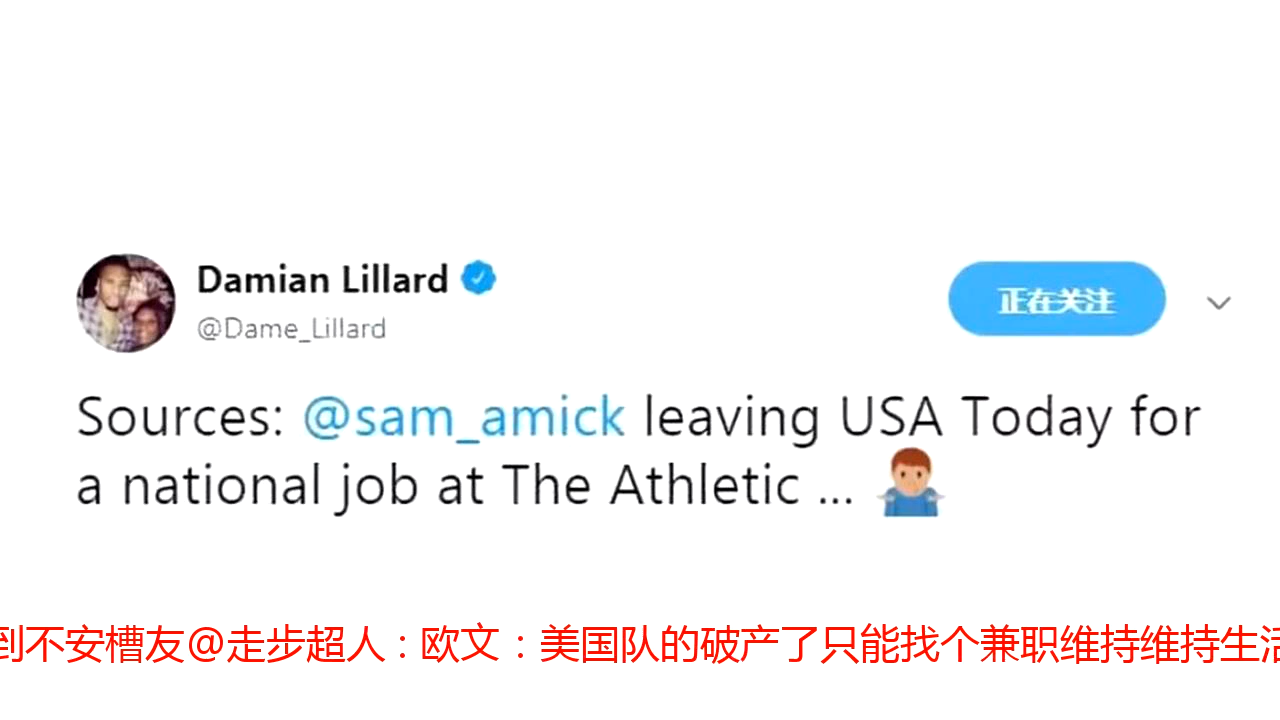 Damian Lillard
@Dame_Lillard
正在关注
Sources: @sam_amick leaving USA Today for
a national job at The Athletic ...
到不安槽友@走步超人：欧文：美国队的破产了只能找个兼职维持维持生活